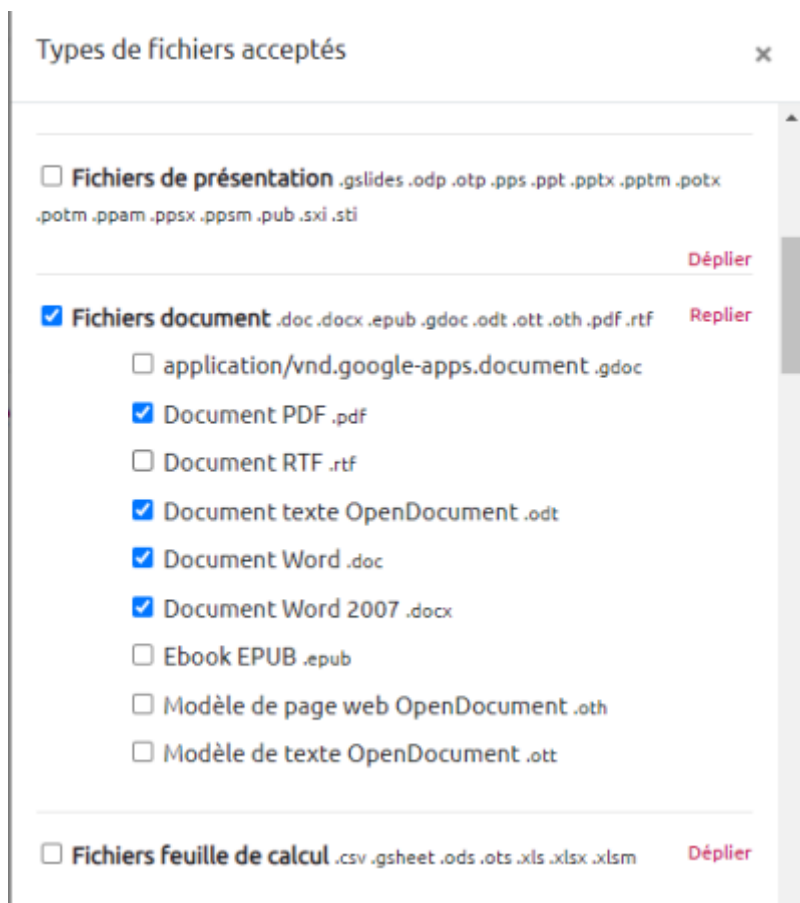 Types de fichiers acceptés
×
Fichiers de présentation .gslides .odp .otp .pps .ppt .pptx .pptm .potx
.potm .ppam .ppsx .ppsm .pub .sxi .sti
Déplier
Fichiers document .doc .docx .epub .gdoc .odt .ott .oth .pdf .rtf Replier
application/vnd.google-apps.document .gdoc
Document PDF .pdf
Document RTF .rtf
Document texte OpenDocument .odt
Document Word .doc
Document Word 2007 .docx
Ebook EPUB .epub
Modèle de page web OpenDocument .oth
Modèle de texte OpenDocument .ott
Fichiers feuille de calcul .csv .gsheet .ods .ots .xls .xlsx .xlsm Déplier